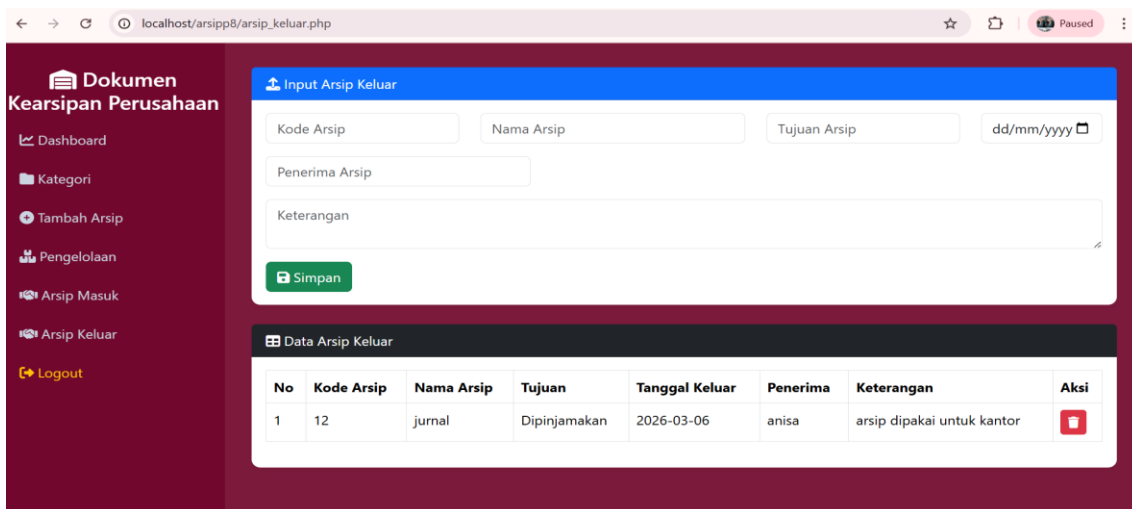 localhost/arsipp8/arsip_keluar.php
Paused
Dokumen
Kearsipan Perusahaan
Dashboard
Kategori
Tambah Arsip
Pengelolaan
Arsip Masuk
Arsip Keluar
Logout
Input Arsip Keluar
Kode Arsip Nama Arsip Tujuan Arsip dd/mm/yyyy
Penerima Arsip
Keterangan
Simpan
Data Arsip Keluar
No Kode Arsip Nama Arsip Tujuan Tanggal Keluar Penerima Keterangan Aksi
1 12 jurnal Dipinjamakan 2026-03-06 anisa arsip dipakai untuk kantor